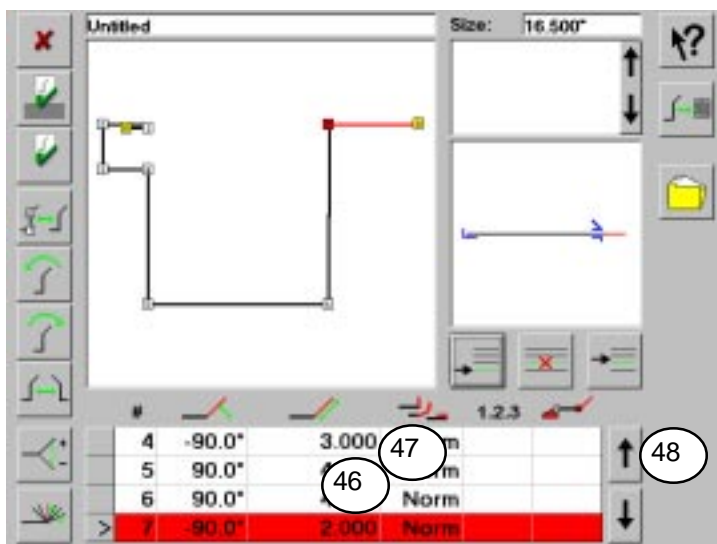 Untitled
Size: 16.500"
?
# 1.2.3
4 -90.0° 3.000
47
48
5 90.0°
46
6 90.0° Norm
> 7 -90.0° 2.000 Norm